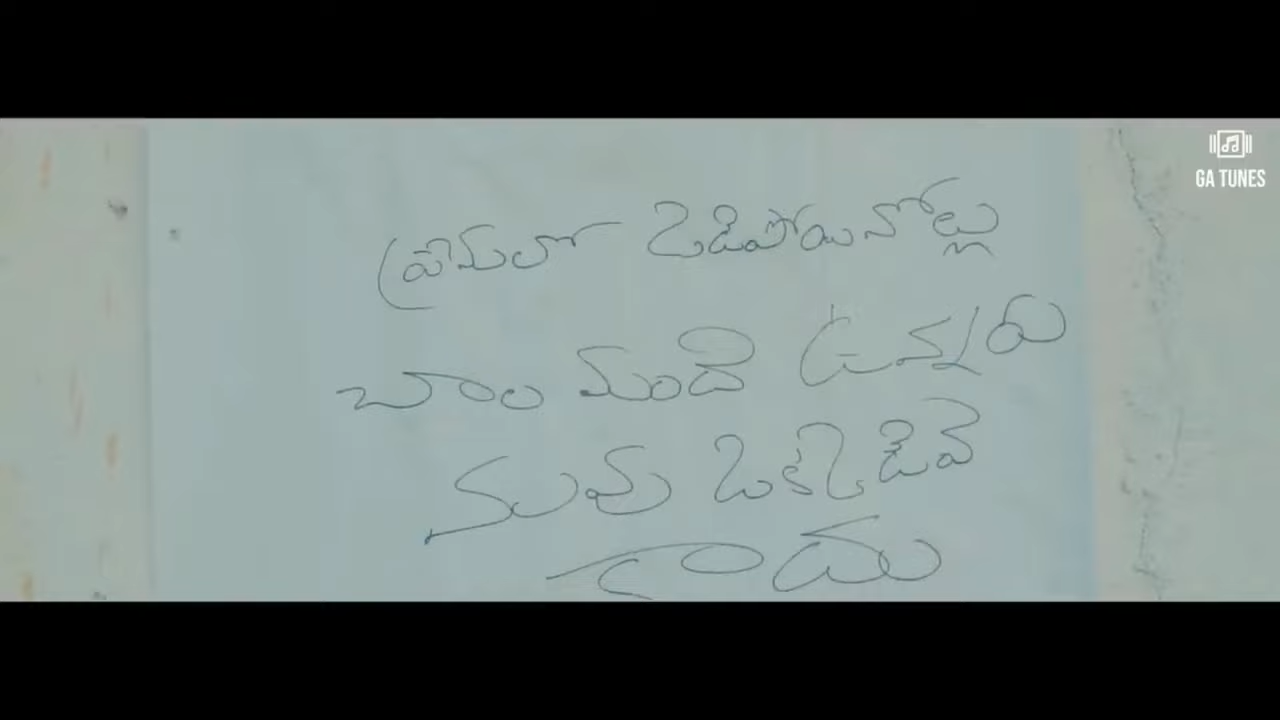 GA TUNES
ప్రేమలో ఓడిపోయినోళ్లు
చాల మంది ఉన్నారు
నువు ఒక్కడివె
కాదు